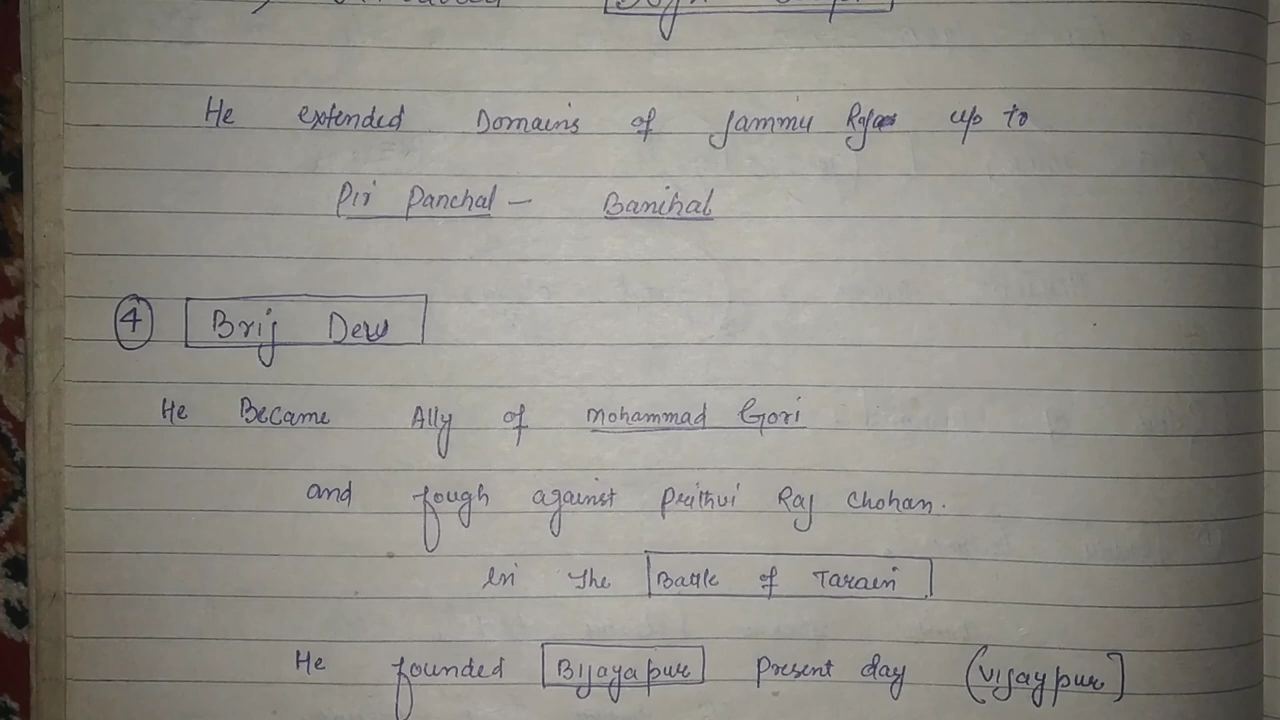 He extended Domains of Jammu Rajas up to
Pir Panchal - Banihal
4 Brij Dev
He Became Ally of Mohammad Gori
and fough against Prithvi Raj Chohan.
In the Battle of Tarain
He founded Bijayapur Present day (Vijaypur]